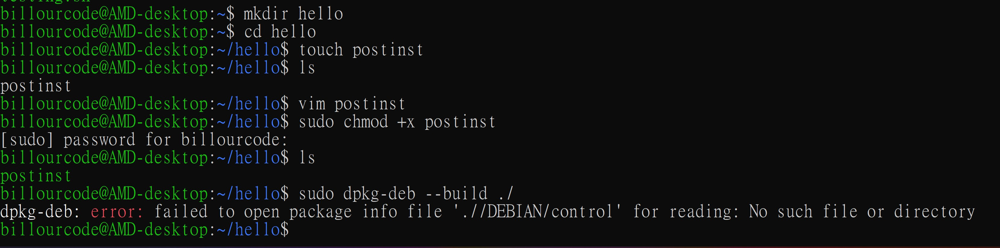 testing.sh
billourcode@AMD-desktop:~$ mkdir hello
billourcode@AMD-desktop:~$ cd hello
billourcode@AMD-desktop:~/hello$ touch postinst
billourcode@AMD-desktop:~/hello$ ls
postinst
billourcode@AMD-desktop:~/hello$ vim postinst
billourcode@AMD-desktop:~/hello$ sudo chmod +x postinst
[sudo] password for billourcode:
billourcode@AMD-desktop:~/hello$ ls
postinst
billourcode@AMD-desktop:~/hello$ sudo dpkg-deb --build ./
dpkg-deb: error: failed to open package info file './/DEBIAN/control' for reading: No such file or directory
billourcode@AMD-desktop:~/hello$